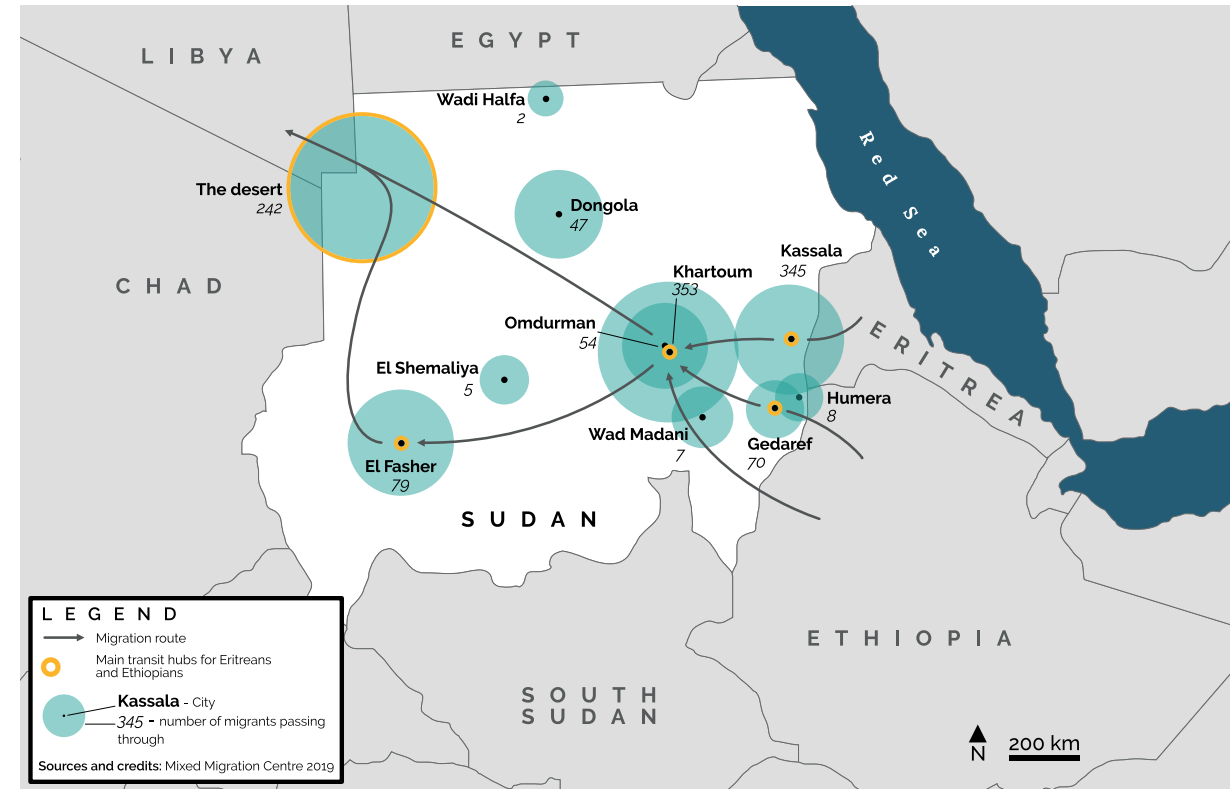 LIBYA
EGYPT
Wadi Halfa
2
Red Sea
The desert
242
Dongola
47
Kassala
345
Khartoum
353
CHAD
Omdurman
54
ERITREA
El Shemaliya
5
Humera
8
Wad Madani
7
Gedaref
70
El Fasher
79
SUDAN
LEGEND
Migration route
Main transit hubs for Eritreans
and Ethiopians
Kassala - City
345 - number of migrants passing
through
Sources and credits: Mixed Migration Centre 2019
ETHIOPIA
SOUTH
SUDAN
N
200 km